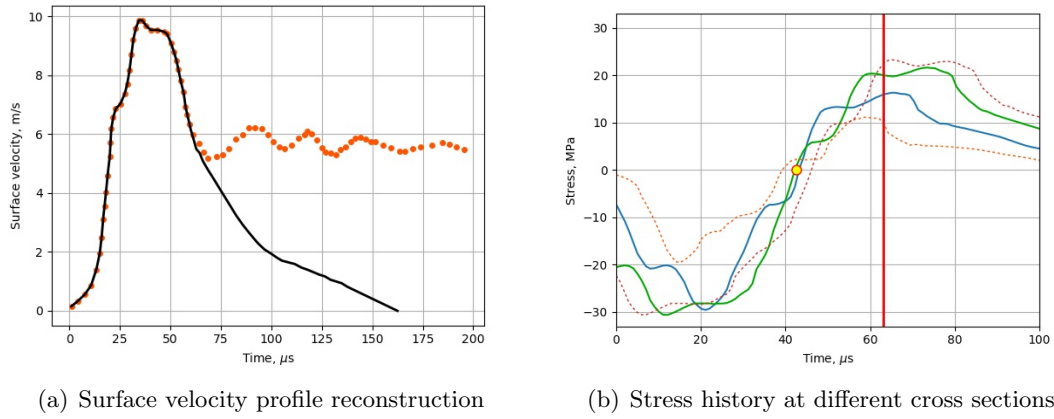 10
8
6
4
2
0
Surface velocity, m/s
0 25 50 75 100 125 150 175 200
Time, μs
(a) Surface velocity profile reconstruction
30
20
10
0
−10
−20
−30
Stress, MPa
0 20 40 60 80 100
Time, μs
(b) Stress history at different cross sections